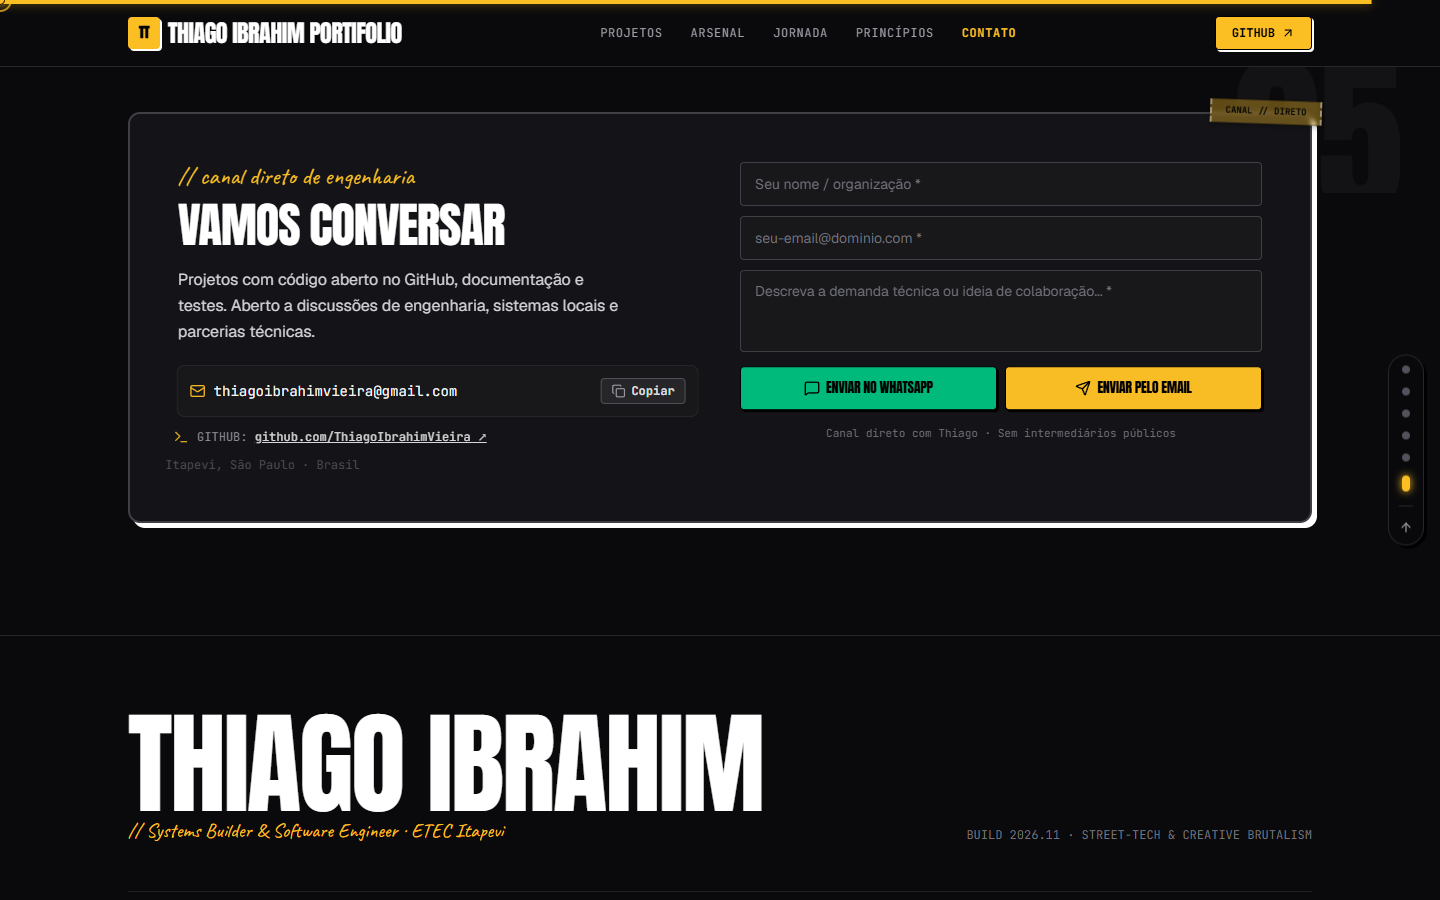 TI THIAGO IBRAHIM PORTIFOLIO
PROJETOS ARSENAL JORNADA PRINCÍPIOS CONTATO
GITHUB ↗
05
CANAL // DIRETO
// canal direto de engenharia
VAMOS CONVERSAR
Projetos com código aberto no GitHub, documentação e
testes. Aberto a discussões de engenharia, sistemas locais e
parcerias técnicas.
thiagoibrahimvieira@gmail.com
Copiar
GITHUB: github.com/ThiagoIbrahimVieira ↗
Itapevi, São Paulo · Brasil
Seu nome / organização *
seu-email@dominio.com *
Descreva a demanda técnica ou ideia de colaboração... *
ENVIAR NO WHATSAPP
ENVIAR PELO EMAIL
Canal direto com Thiago · Sem intermediários públicos
THIAGO IBRAHIM
// Systems Builder & Software Engineer · ETEC Itapevi
BUILD 2026.11 · STREET-TECH & CREATIVE BRUTALISM